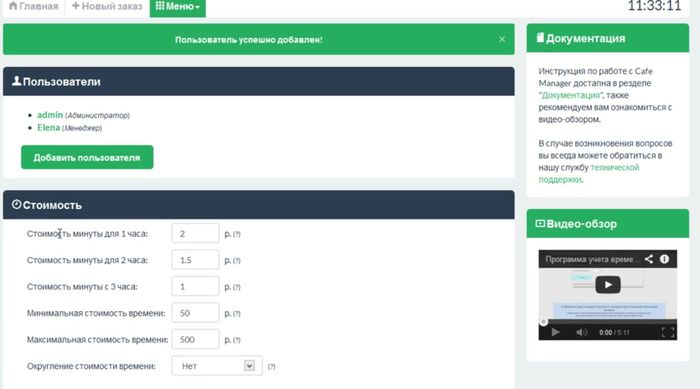 Главная
Новый заказ
Меню
11:33:11
Пользователь успешно добавлен! ×
Пользователи
admin (Администратор)
Elena (Менеджер)
Добавить пользователя
Стоимость
Стоимость минуты для 1 часа: 2 р. (?)
Стоимость минуты для 2 часа: 1.5 р. (?)
Стоимость минуты с 3 часа: 1 р. (?)
Минимальная стоимость времени: 50 р. (?)
Максимальная стоимость времени: 500 р. (?)
Округление стоимости времени: Нет (?)
Документация
Инструкция по работе с Cafe
Manager доступна в разделе
"Документация", также
рекомендуем вам ознакомиться с
видео-обзором.
В случае возникновения вопросов
вы всегда можете обратиться в
нашу службу технической
поддержки.
Видео-обзор
Программа учета време...
0:00 / 5:11